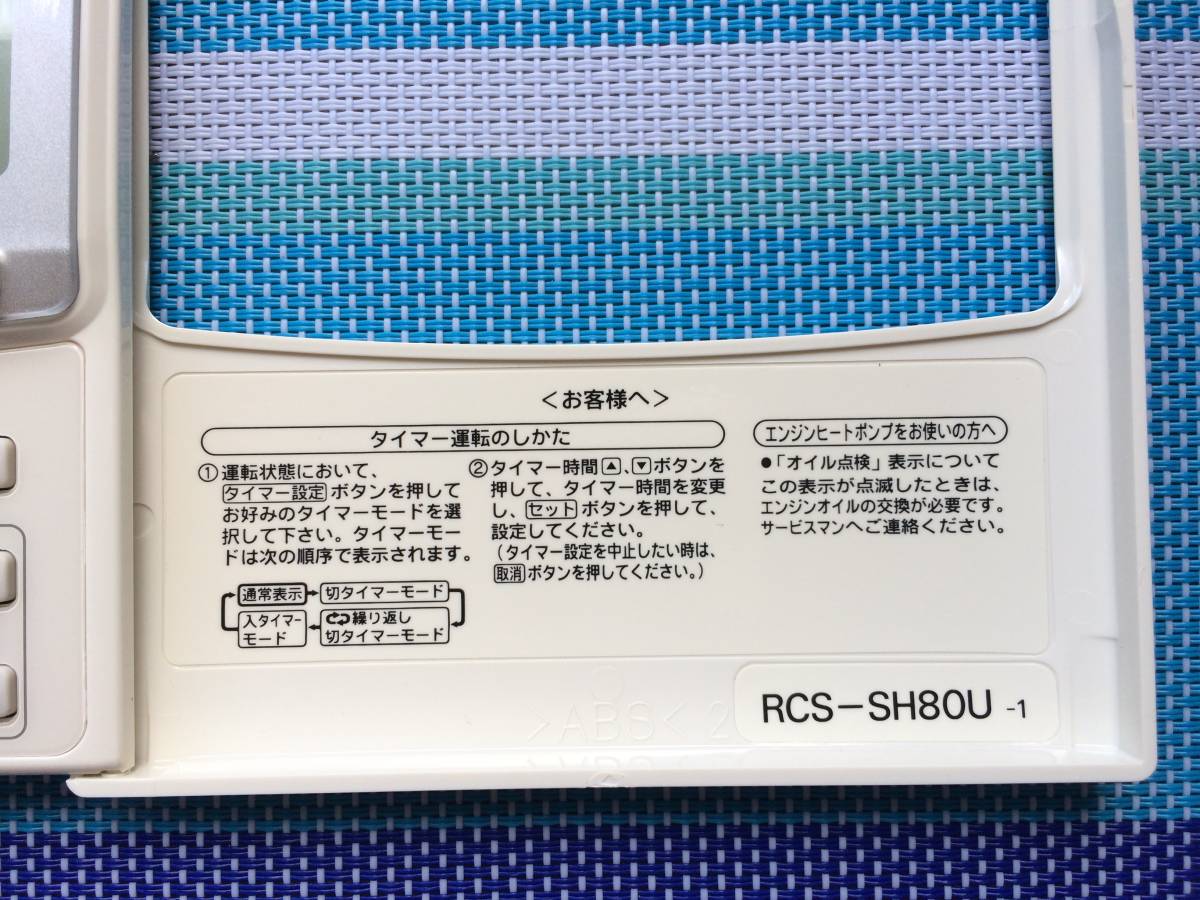 <お客様へ>
タイマー運転のしかた
①運転状態において、
タイマー設定 ボタンを押して
お好みのタイマーモードを選
択して下さい。タイマーモー
ドは次の順序で表示されます。
通常表示→切タイマーモード
繰り返し
切タイマーモード
入タイマー
モード
②タイマー時間▲、▼ボタンを
押して、タイマー時間を変更
し、セットボタンを押して、
設定してください。
(タイマー設定を中止したい時は、
取消ボタンを押してください。)
エンジンヒートポンプをお使いの方へ
●「オイル点検」表示について
この表示が点滅したときは、
エンジンオイルの交換が必要です。
サービスマンへご連絡ください。
>ABS< 2
RCS-SH80U -1